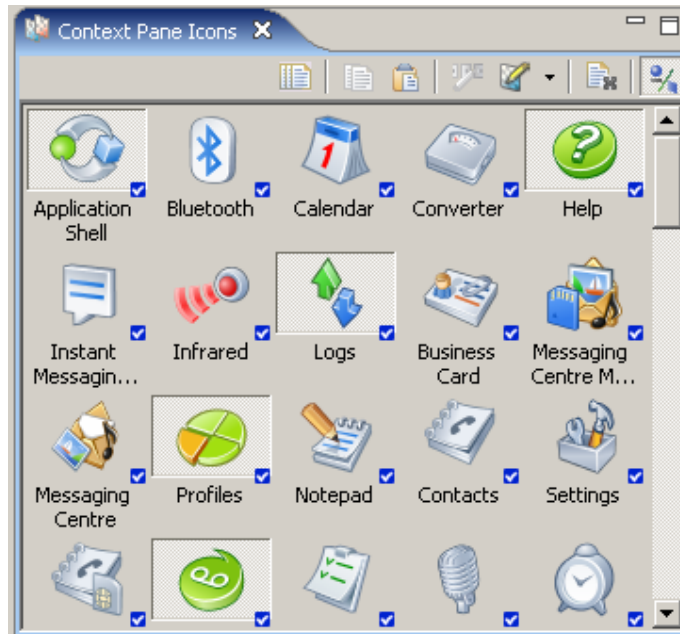 Context Pane Icons
1
Application
Shell
Bluetooth
Calendar
Converter
Help
Instant
Messagin...
Infrared
Logs
Business
Card
Messaging
Centre M...
Messaging
Centre
Profiles
Notepad
Contacts
Settings